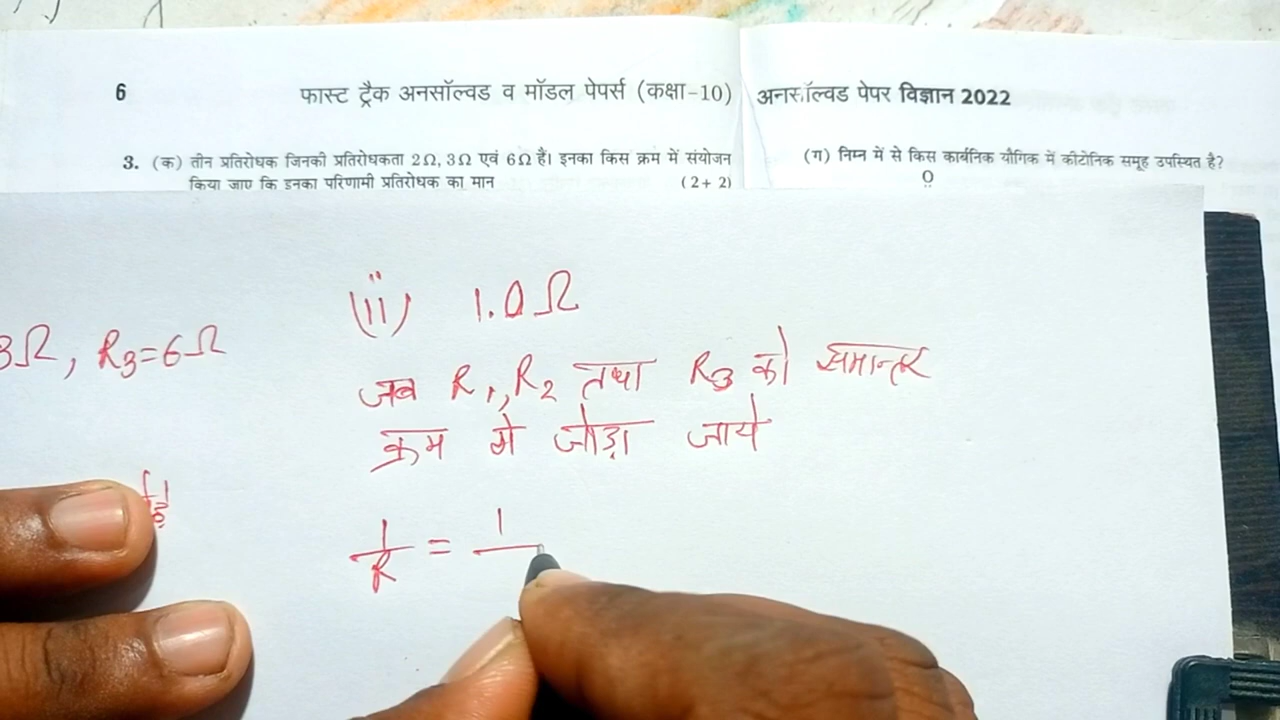 6 फास्ट ट्रैक अनसॉल्वड व मॉडल पेपर्स (कक्षा-10)
3. (क) तीन प्रतिरोधक जिनकी प्रतिरोधकता 2Ω, 3Ω एवं 6Ω हैं। इनका किस क्रम में संयोजन
किया जाए कि इनका परिणामी प्रतिरोधक का मान (2+ 2)
अनसॉल्वड पेपर विज्ञान 2022
(ग) निम्न में से किस कार्बनिक यौगिक में कीटोनिक समूह उपस्थित है?
O
3Ω, R3=6Ω
(ii) 1.0Ω
जब R1, R2 तथा R3 को समान्तर
क्रम मे जोड़ा जाये
1/R = 1